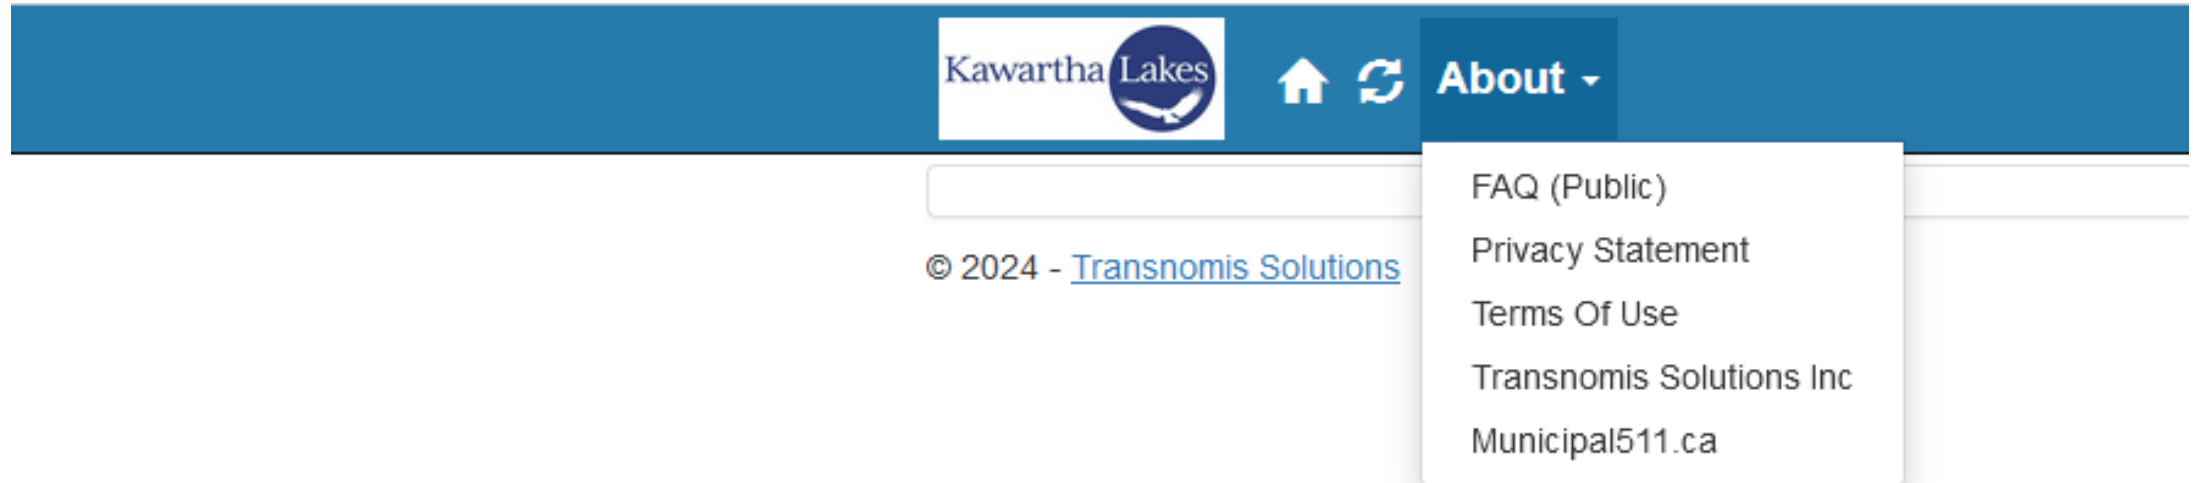 Kawartha Lakes
About
FAQ (Public)
Privacy Statement
Terms Of Use
Transnomis Solutions Inc
Municipal511.ca
© 2024 - Transnomis Solutions